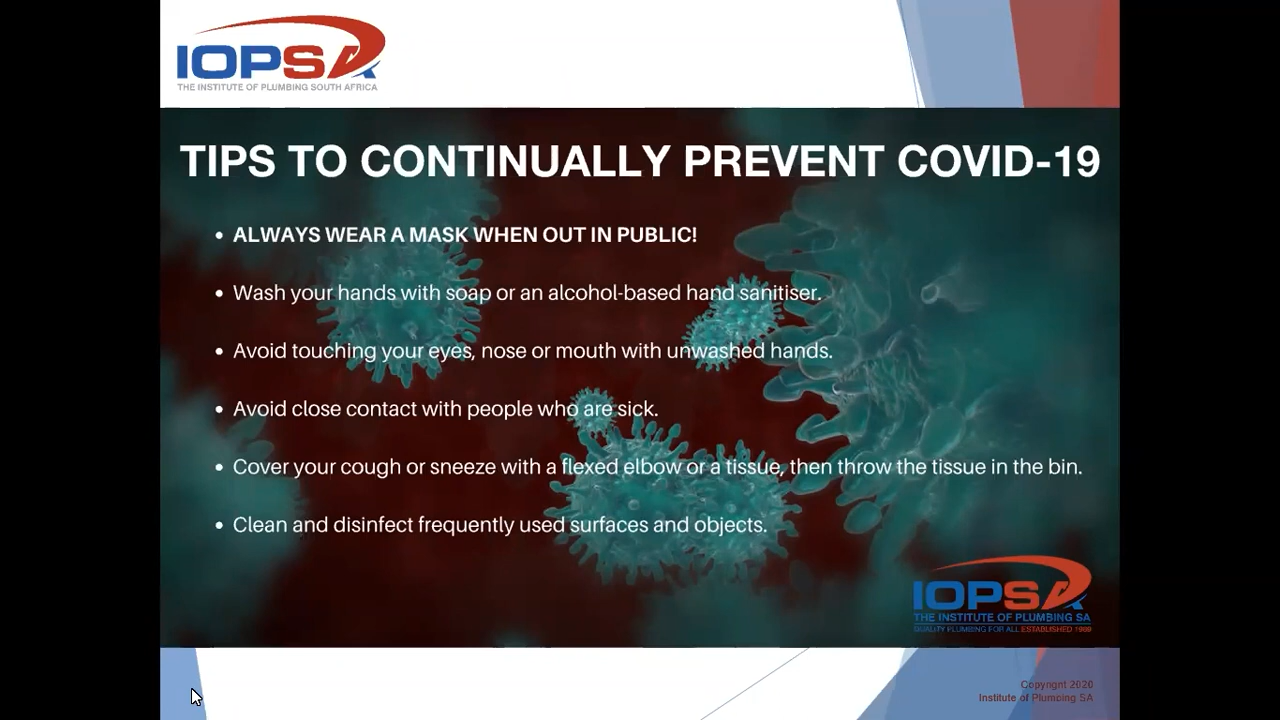 IOPSA
THE INSTITUTE OF PLUMBING SOUTH AFRICA
TIPS TO CONTINUALLY PREVENT COVID-19
• ALWAYS WEAR A MASK WHEN OUT IN PUBLIC!
• Wash your hands with soap or an alcohol-based hand sanitiser.
• Avoid touching your eyes, nose or mouth with unwashed hands.
• Avoid close contact with people who are sick.
• Cover your cough or sneeze with a flexed elbow or a tissue, then throw the tissue in the bin.
• Clean and disinfect frequently used surfaces and objects.
IOPSA
THE INSTITUTE OF PLUMBING SA
QUALITY PLUMBING FOR ALL ESTABLISHED 1989
Copyright 2020
Institute of Plumbing SA